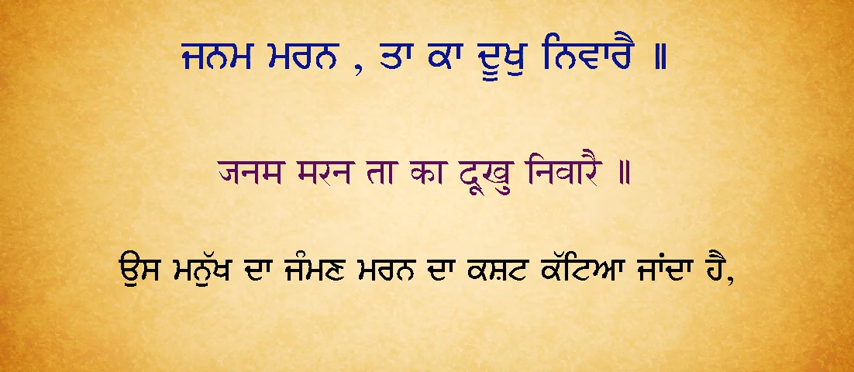 ਜਨਮ ਮਰਨ , ਤਾ ਕਾ ਦੂਖੁ ਨਿਵਾਰੈ ॥
जनम मरन ता का दूखु निवारै ॥
ਉਸ ਮਨੁੱਖ ਦਾ ਜੰਮਣ ਮਰਨ ਦਾ ਕਸ਼ਟ ਕੱਟਿਆ ਜਾਂਦਾ ਹੈ,